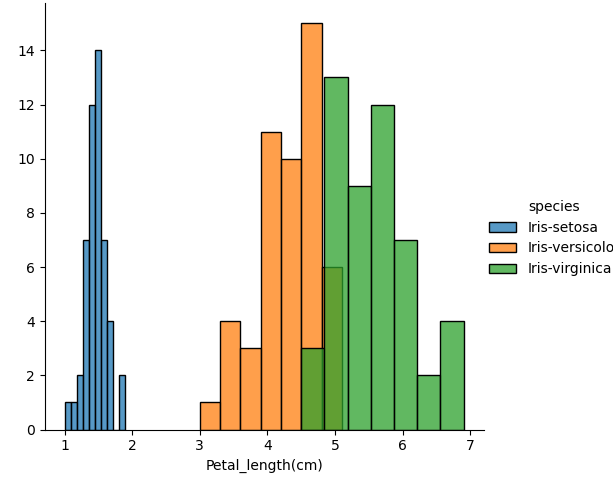 14
12
10
8
6
4
2
0
1 2 3 4 5 6 7
Petal_length(cm)
species
Iris-setosa
Iris-versicolo
Iris-virginica